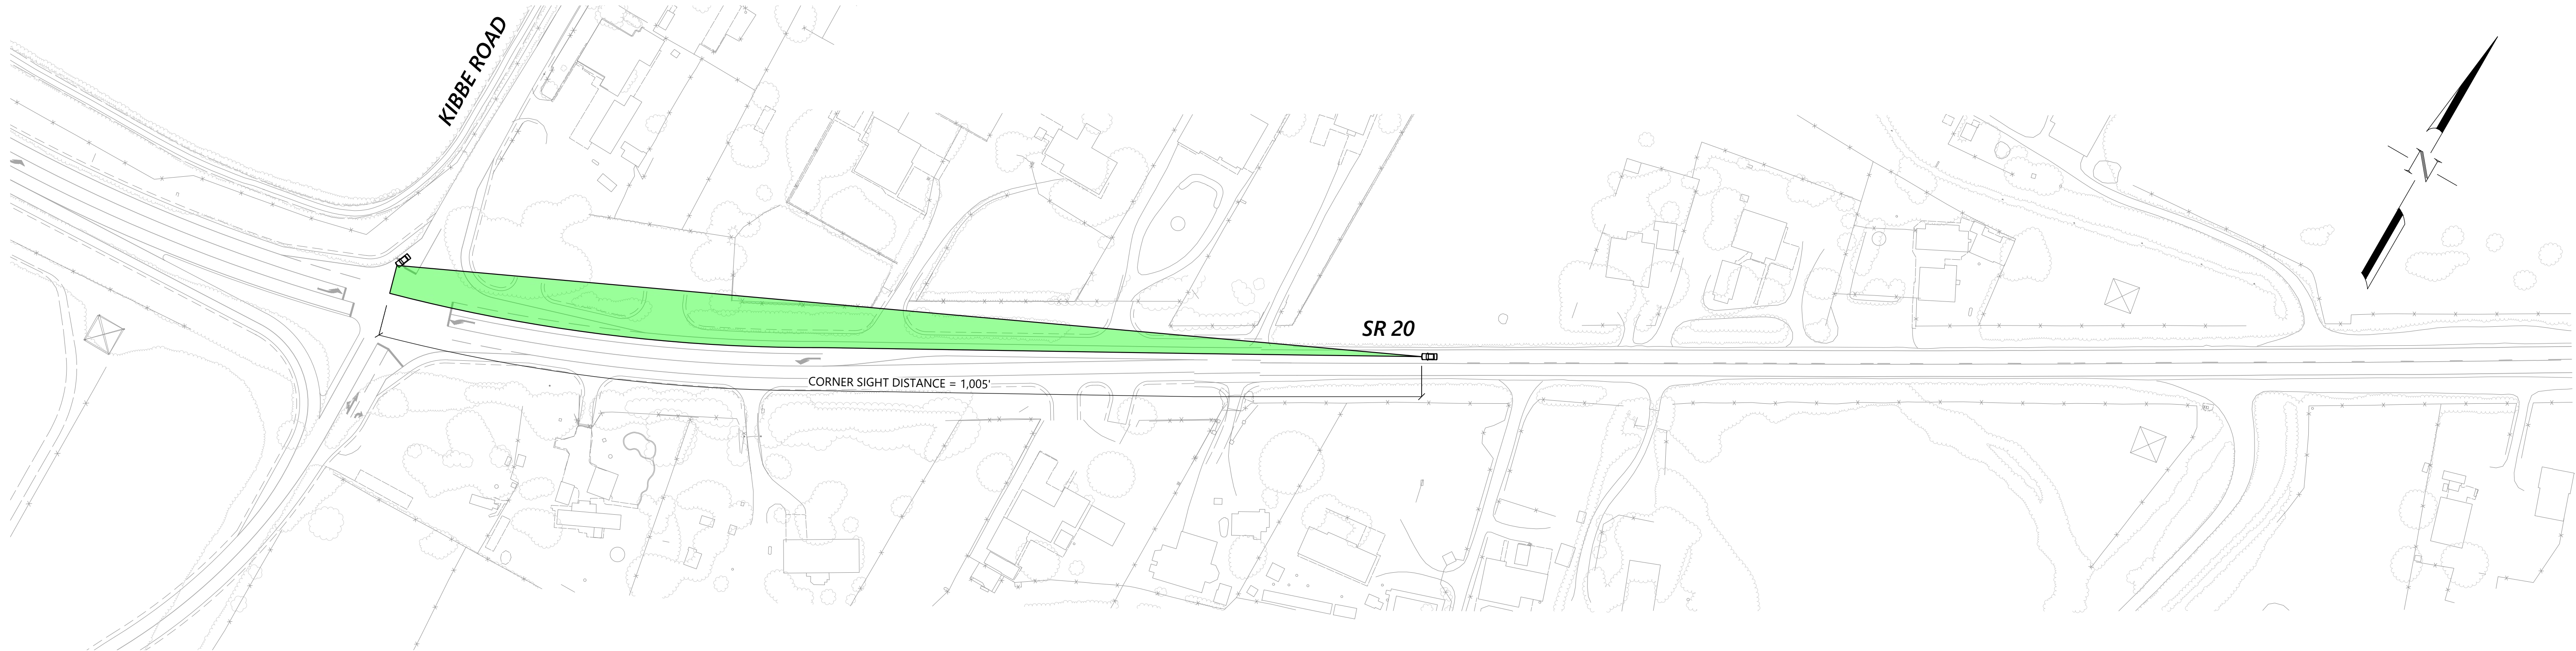 KIBBE ROAD
N
SR 20
CORNER SIGHT DISTANCE = 1,005'